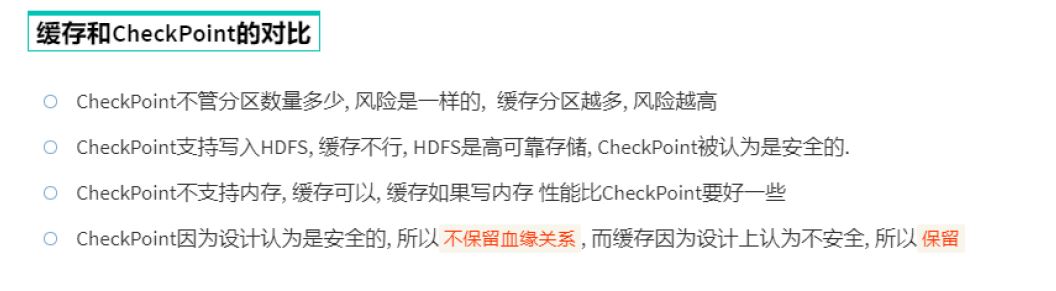 缓存和CheckPoint的对比
CheckPoint不管分区数量多少, 风险是一样的, 缓存分区越多, 风险越高
CheckPoint支持写入HDFS, 缓存不行, HDFS是高可靠存储, CheckPoint被认为是安全的.
CheckPoint不支持内存, 缓存可以, 缓存如果写内存 性能比CheckPoint要好一些
CheckPoint因为设计认为是安全的, 所以 不保留血缘关系 , 而缓存因为设计上认为不安全, 所以 保留